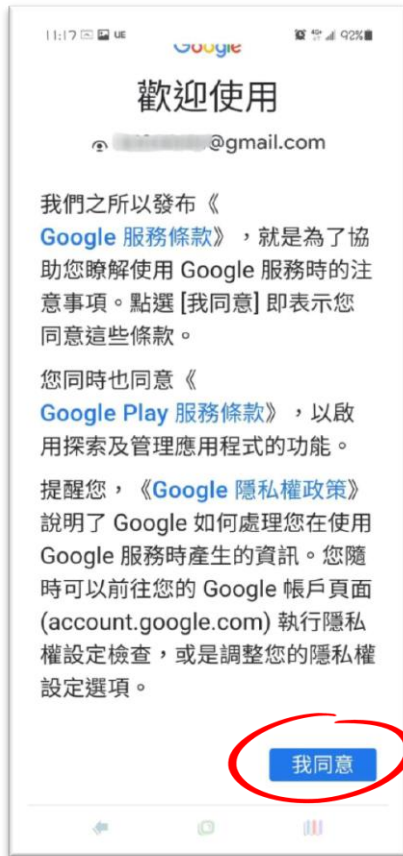 11:17 UE 92%
Google
歡迎使用
@gmail.com
我們之所以發布《
Google 服務條款》，就是為了協
助您瞭解使用 Google 服務時的注
意事項。點選 [我同意] 即表示您
同意這些條款。
您同時也同意《
Google Play 服務條款》，以啟
用探索及管理應用程式的功能。
提醒您，《Google 隱私權政策》
說明了 Google 如何處理您在使用
Google 服務時產生的資訊。您隨
時可以前往您的 Google 帳戶頁面
(account.google.com) 執行隱私
權設定檢查，或是調整您的隱私權
設定選項。
我同意